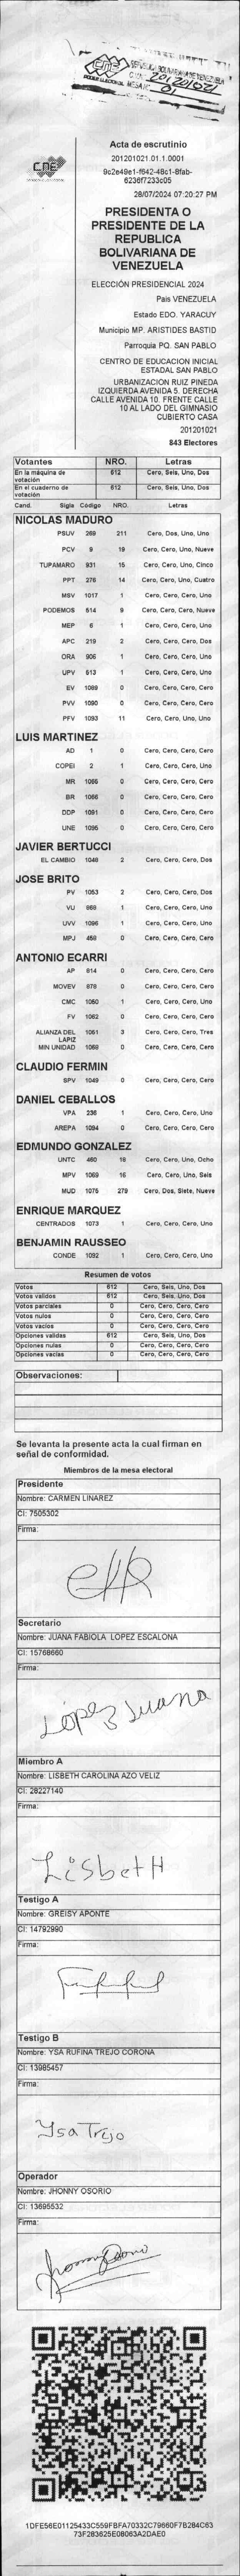 CNE
PODER ELECTORAL
REPÚBLICA BOLIVARIANA DE VENEZUELA
201201021
MESA Nº 01
CNE
Acta de escrutinio
201201021.01.1.0001
28/07/2024 07:20:27 PM
PRESIDENTA O
PRESIDENTE DE LA
REPUBLICA
BOLIVARIANA DE
VENEZUELA
ELECCIÓN PRESIDENCIAL 2024
Pais VENEZUELA
Estado EDO. YARACUY
Municipio MP. ARISTIDES BASTID
Parroquia PQ. SAN PABLO
CENTRO DE EDUCACION INICIAL
ESTADAL SAN PABLO
URBANIZACION RUIZ PINEDA
IZQUIERDA AVENIDA 5. DERECHA
CALLE AVENIDA 10. FRENTE CALLE
10 AL LADO DEL GIMNASIO
CUBIERTO CASA
201201021
843 Electores
Votantes NRO. Letras
En la máquina de votación 612 Cero, Seis, Uno, Dos
En el cuaderno de votación 612 Cero, Seis, Uno, Dos
Cand. Sigla Código NRO. Letras
NICOLAS MADURO
PSUV 269 211 Cero, Dos, Uno, Uno
PCV 9 19 Cero, Cero, Uno, Nueve
TUPAMARO 931 15 Cero, Cero, Uno, Cinco
PPT 276 14 Cero, Cero, Uno, Cuatro
MSV 1017 1 Cero, Cero, Cero, Uno
PODEMOS 514 9 Cero, Cero, Cero, Nueve
MEP 6 1 Cero, Cero, Cero, Uno
APC 219 2 Cero, Cero, Cero, Dos
ORA 906 1 Cero, Cero, Cero, Uno
UPV 513 1 Cero, Cero, Cero, Uno
EV 1089 0 Cero, Cero, Cero, Cero
PVV 1090 0 Cero, Cero, Cero, Cero
PFV 1093 11 Cero, Cero, Uno, Uno
LUIS MARTINEZ
AD 1 0 Cero, Cero, Cero, Cero
COPEI 2 1 Cero, Cero, Cero, Uno
MR 1055 0 Cero, Cero, Cero, Cero
BR 1086 0 Cero, Cero, Cero, Cero
DDP 1091 0 Cero, Cero, Cero, Cero
UNE 1095 0 Cero, Cero, Cero, Cero
JAVIER BERTUCCI
EL CAMBIO 1048 2 Cero, Cero, Cero, Dos
JOSE BRITO
PV 1053 2 Cero, Cero, Cero, Dos
VU 868 1 Cero, Cero, Cero, Uno
UVV 1096 1 Cero, Cero, Cero, Uno
MPJ 458 0 Cero, Cero, Cero, Cero
ANTONIO ECARRI
AP 814 0 Cero, Cero, Cero, Cero
MOVEV 878 0 Cero, Cero, Cero, Cero
CMC 1050 1 Cero, Cero, Cero, Uno
FV 1062 0 Cero, Cero, Cero, Cero
ALIANZA DEL LAPIZ 1051 3 Cero, Cero, Cero, Tres
MIN UNIDAD 1068 0 Cero, Cero, Cero, Cero
CLAUDIO FERMIN
SPV 1049 0 Cero, Cero, Cero, Cero
DANIEL CEBALLOS
VPA 236 1 Cero, Cero, Cero, Uno
AREPA 1084 0 Cero, Cero, Cero, Cero
EDMUNDO GONZALEZ
UNTC 460 18 Cero, Cero, Uno, Ocho
MPV 1069 16 Cero, Cero, Uno, Seis
MUD 1075 279 Cero, Dos, Siete, Nueve
ENRIQUE MARQUEZ
CENTRADOS 1073 1 Cero, Cero, Cero, Uno
BENJAMIN RAUSSEO
CONDE 1092 1 Cero, Cero, Cero, Uno
Resumen de votos
Votos 612 Cero, Seis, Uno, Dos
Votos validos 612 Cero, Seis, Uno, Dos
Votos parciales 0 Cero, Cero, Cero, Cero
Votos nulos 0 Cero, Cero, Cero, Cero
Votos vacios 0 Cero, Cero, Cero, Cero
Opciones validas 612 Cero, Seis, Uno, Dos
Opciones nulas 0 Cero, Cero, Cero, Cero
Opciones vacias 0 Cero, Cero, Cero, Cero
Observaciones:
Se levanta la presente acta la cual firman en
señal de conformidad.
Miembros de la mesa electoral
Presidente
Nombre: CARMEN LINAREZ
CI: 7505302
Firma:
Secretario
Nombre: JUANA FABIOLA LOPEZ ESCALONA
CI: 15768660
Firma:
López Juana
Miembro A
Nombre: LISBETH CAROLINA AZO VELIZ
CI: 28227140
Firma:
LisbetH
Testigo A
Nombre: GREISY APONTE
CI: 14792990
Firma:
Testigo B
Nombre: YSA RUFINA TREJO CORONA
CI: 13985457
Firma:
Ysa Trejo
Operador
Nombre: JHONNY OSORIO
CI: 13695532
Firma:
1DFE56E01125433C559FBFA70332C79660F7B284C63
73F283625E08063A2DAE0